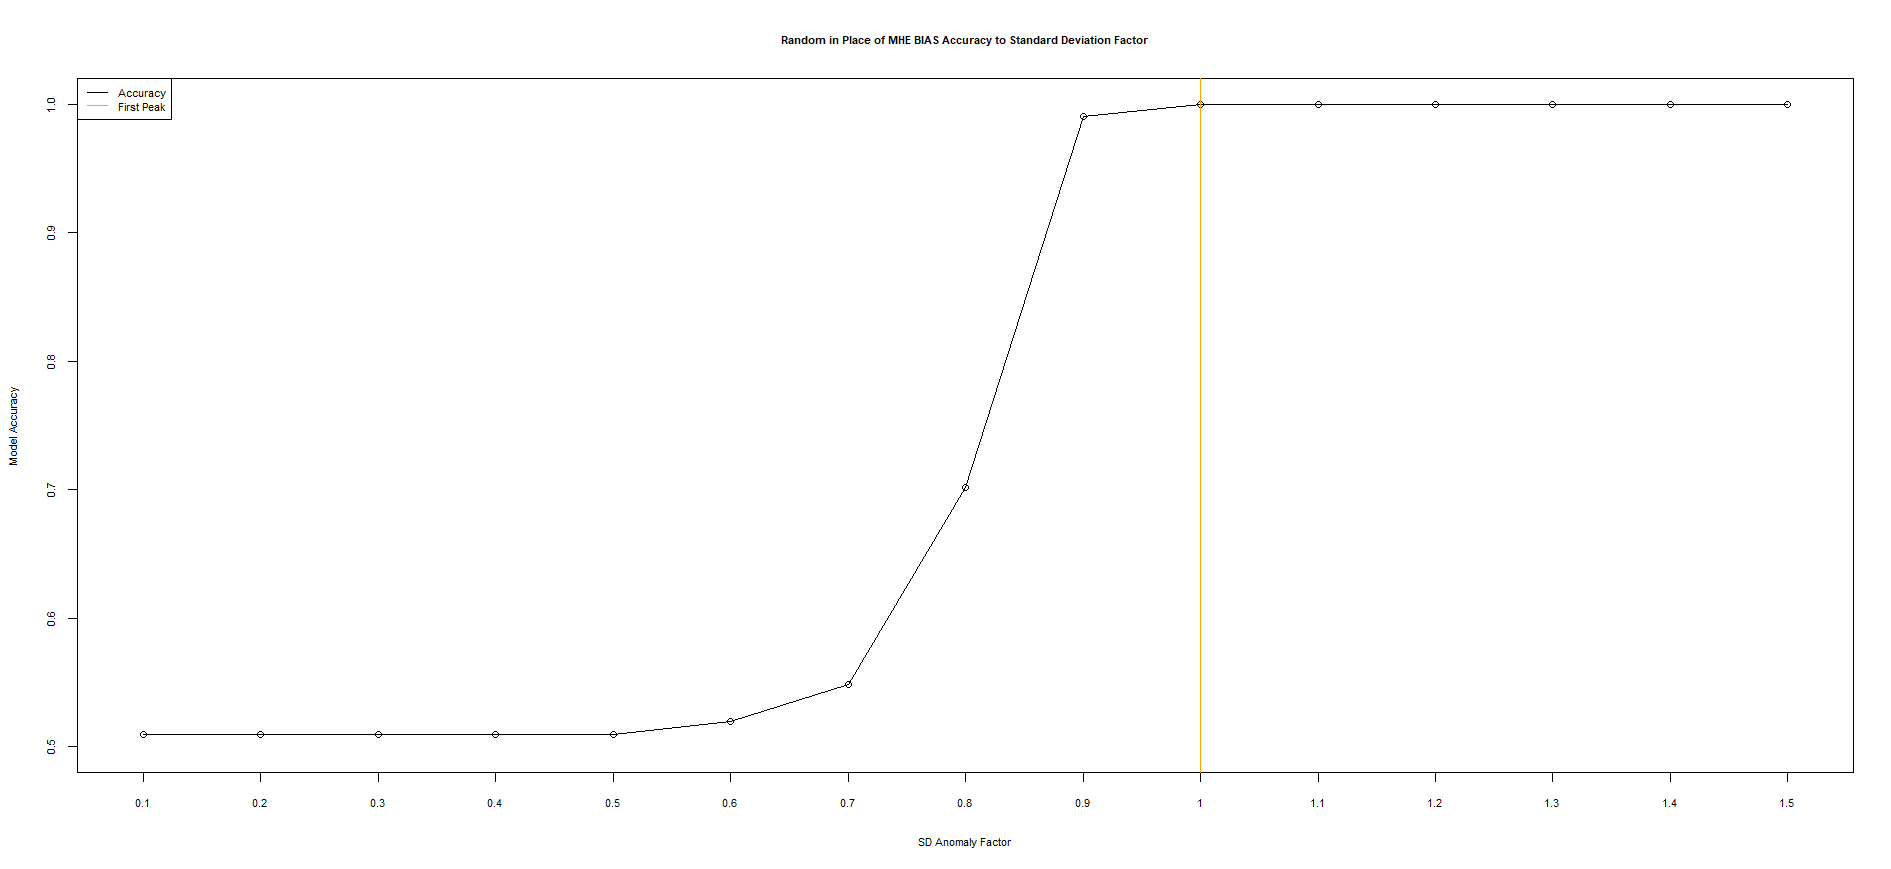 Random in Place of MHE BIAS Accuracy to Standard Deviation Factor
Accuracy
First Peak
1.0
0.9
0.8
0.7
0.6
0.5
Model Accuracy
0.1 0.2 0.3 0.4 0.5 0.6 0.7 0.8 0.9 1 1.1 1.2 1.3 1.4 1.5
SD Anomaly Factor